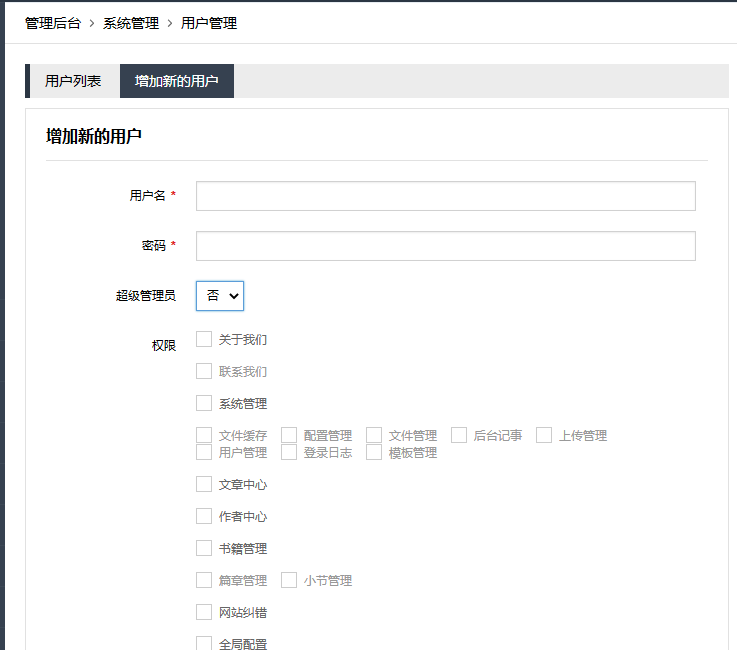 管理后台 › 系统管理 › 用户管理
用户列表 增加新的用户
增加新的用户
用户名 *
密码 *
超级管理员 否
权限 关于我们
联系我们
系统管理
文件缓存 配置管理 文件管理 后台记事 上传管理
用户管理 登录日志 模板管理
文章中心
作者中心
书籍管理
篇章管理 小节管理
网站纠错
全局配置